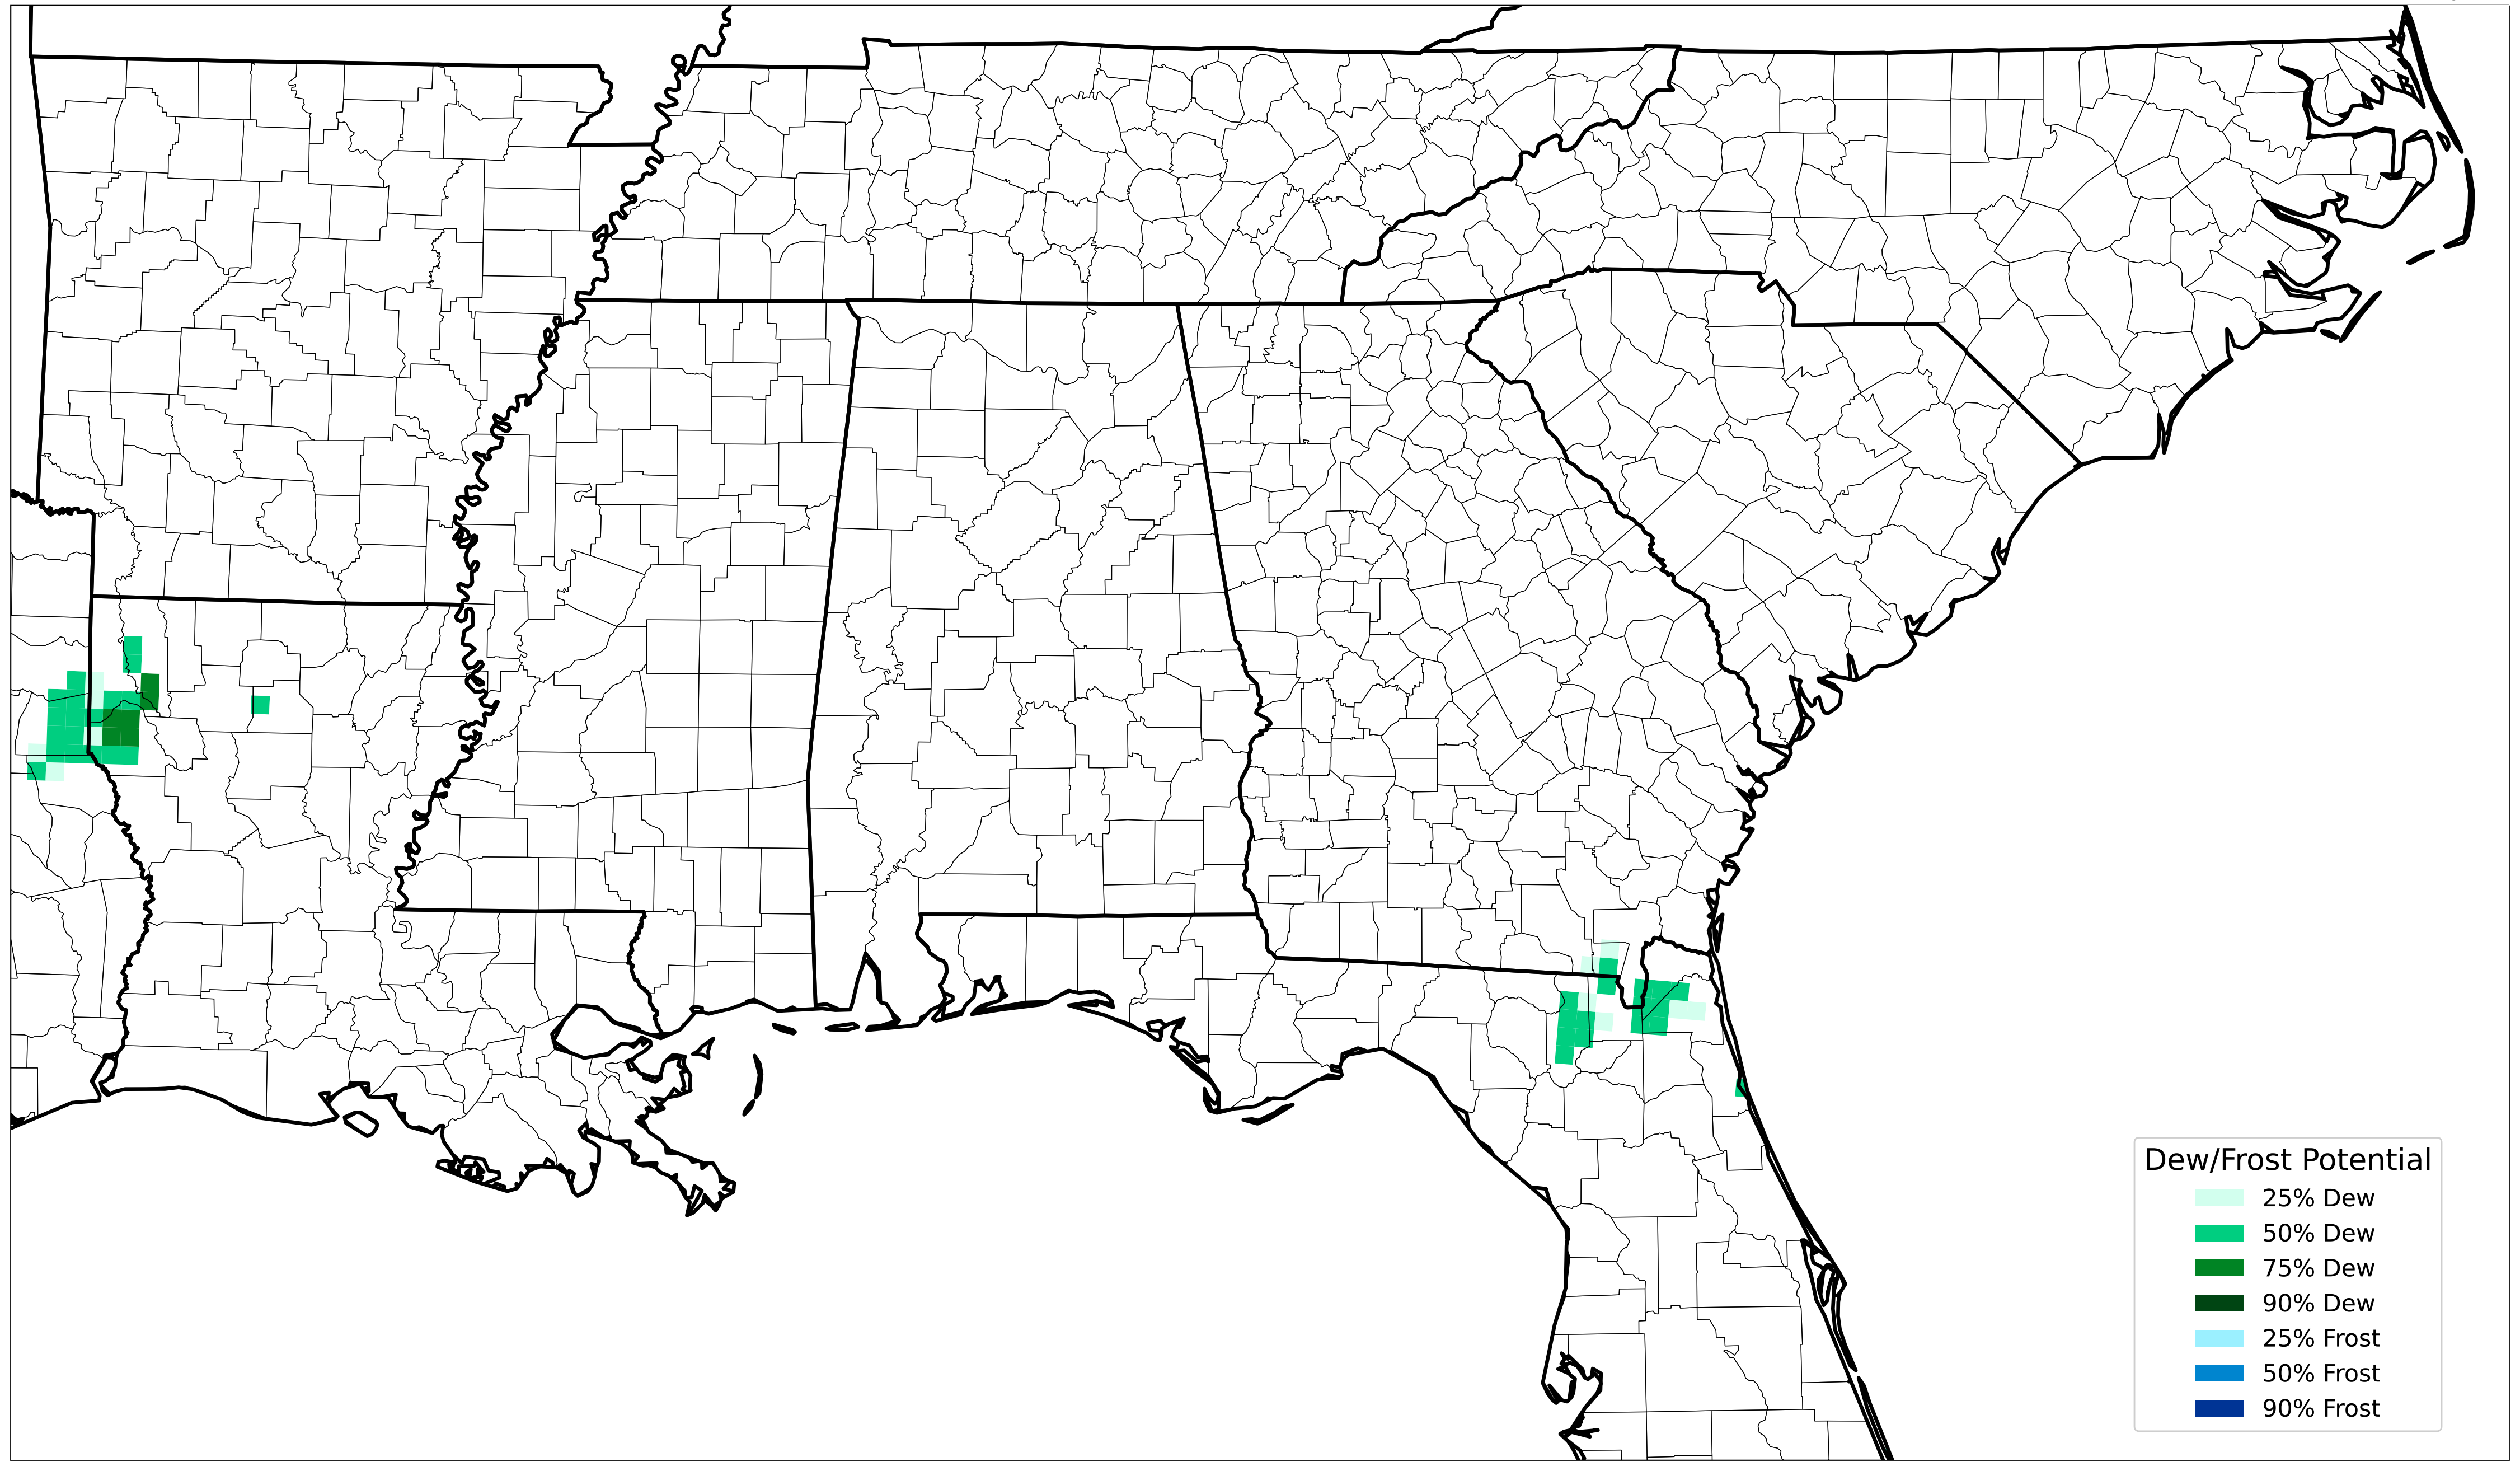 Dew/Frost Potential
25% Dew
50% Dew
75% Dew
90% Dew
25% Frost
50% Frost
90% Frost